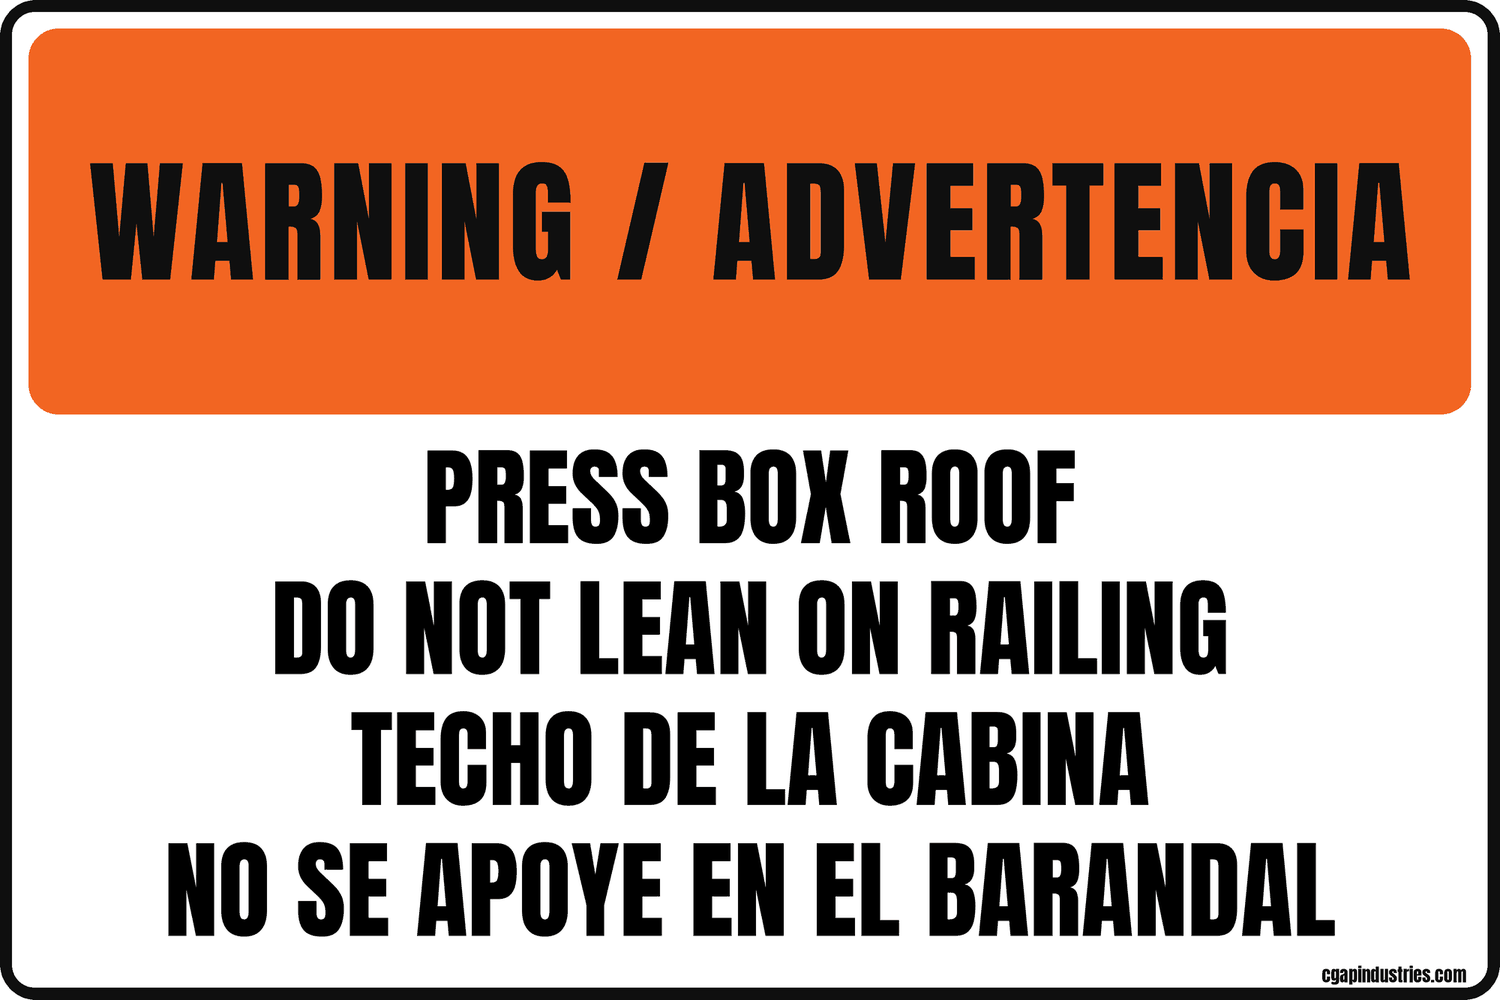 WARNING / ADVERTENCIA
PRESS BOX ROOF
DO NOT LEAN ON RAILING
TECHO DE LA CABINA
NO SE APOYE EN EL BARANDAL
cgapindustries.com